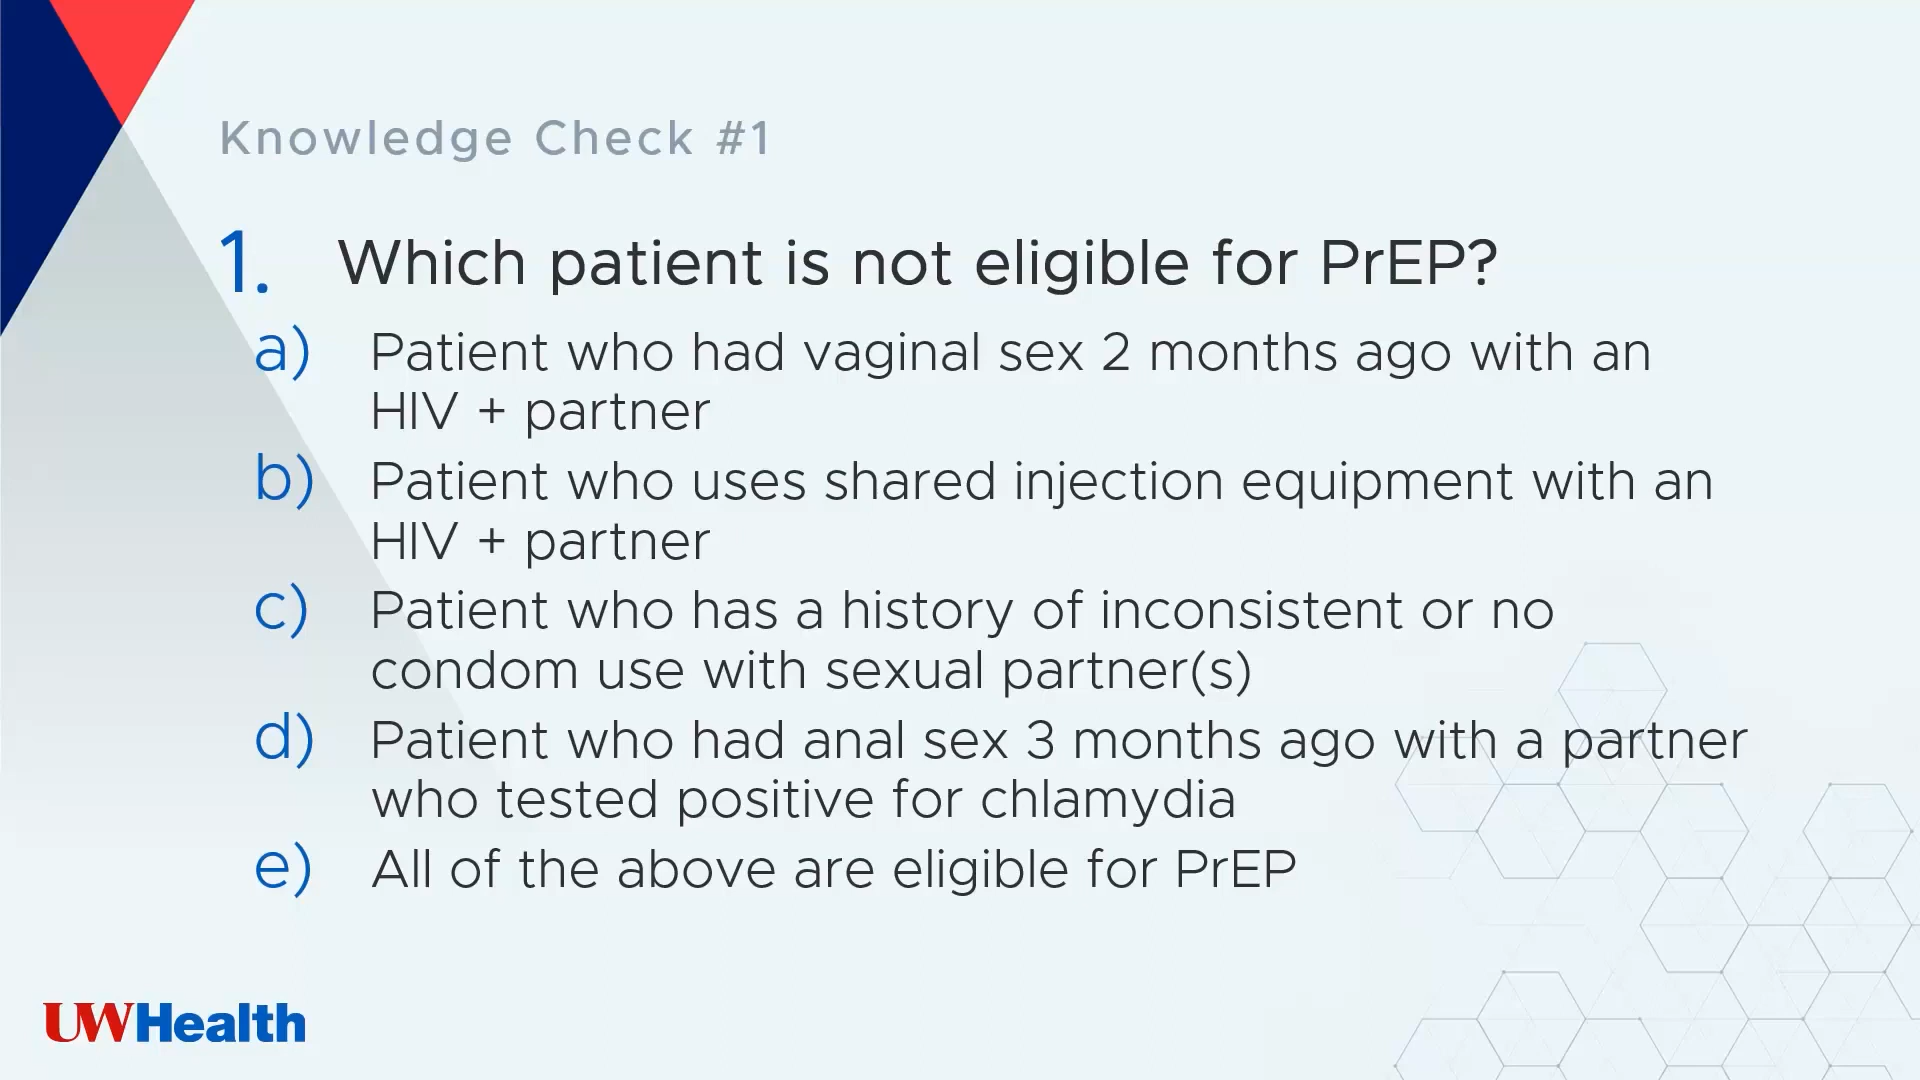 Knowledge Check #1
1. Which patient is not eligible for PrEP?
a) Patient who had vaginal sex 2 months ago with an
HIV + partner
b) Patient who uses shared injection equipment with an
HIV + partner
c) Patient who has a history of inconsistent or no
condom use with sexual partner(s)
d) Patient who had anal sex 3 months ago with a partner
who tested positive for chlamydia
e) All of the above are eligible for PrEP
UWHealth